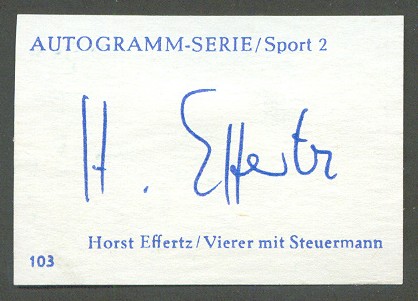 AUTOGRAMM-SERIE/Sport 2
H. Effertz
Horst Effertz/Vierer mit Steuermann
103